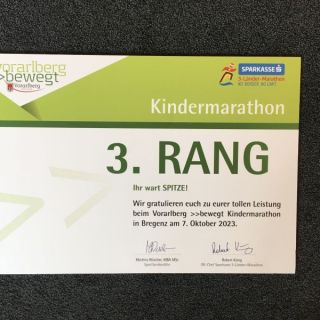 vorarlberg
>>bewegt
Vorarlberg
SPARKASSE
3-Länder-Marathon
Kindermarathon
3. RANG
Ihr wart SPITZE!
Wir gratulieren euch zu eurer tollen Leistung
beim Vorarlberg >>bewegt Kindermarathon
in Bregenz am 7. Oktober 2023.